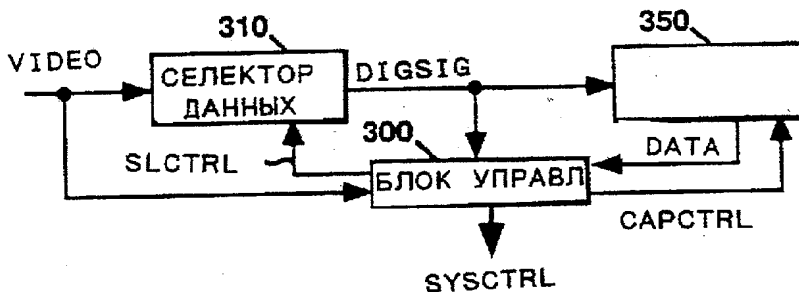 310
350
VIDEO
СЕЛЕКТОР
ДАННЫХ
DIGSIG
300
SLCTRL
DATA
БЛОК УПРАВЛ
CAPCTRL
SYSCTRL